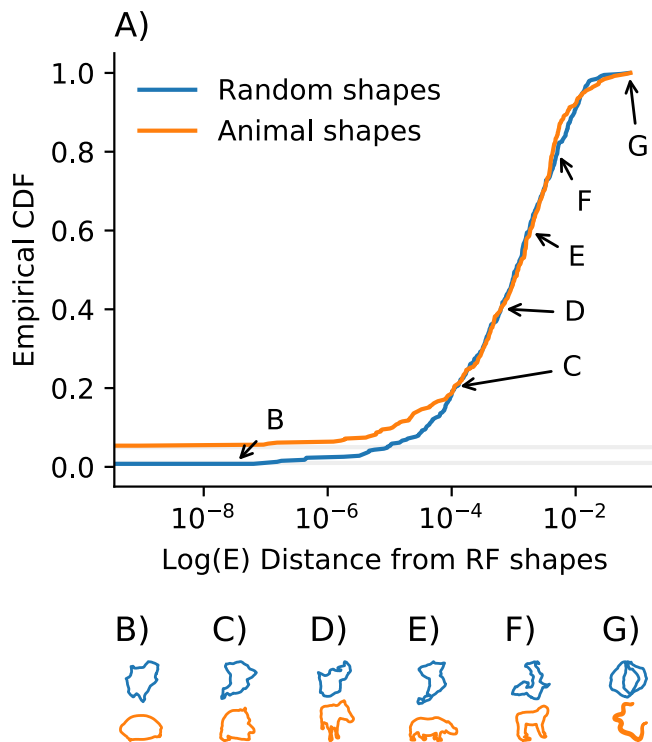 A)
Random shapes
Animal shapes
Empirical CDF
1.0
0.8
0.6
0.4
0.2
0.0
G
F
E
D
C
B
10⁻⁸
10⁻⁶
10⁻⁴
10⁻²
Log(E) Distance from RF shapes
B) C) D) E) F) G)